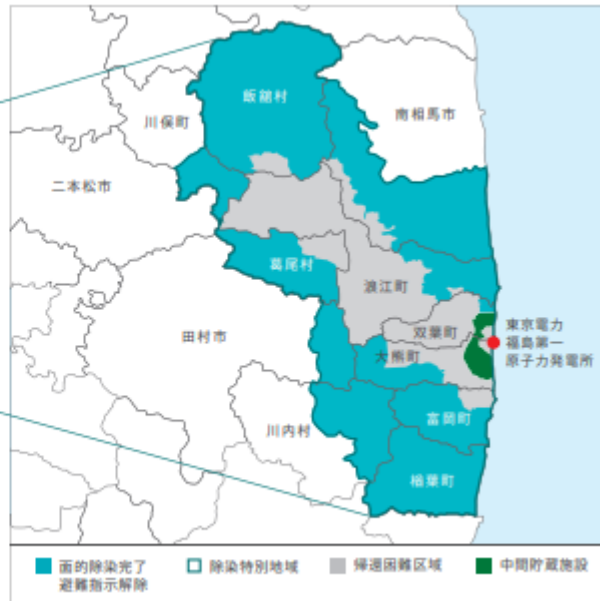 飯舘村
南相馬市
川俣町
二本松市
葛尾村
浪江町
田村市
双葉町
東京電力
福島第一
原子力発電所
大熊町
川内村
富岡町
楢葉町
面的除染完了
避難指示解除
除染特別地域
帰還困難区域
中間貯蔵施設